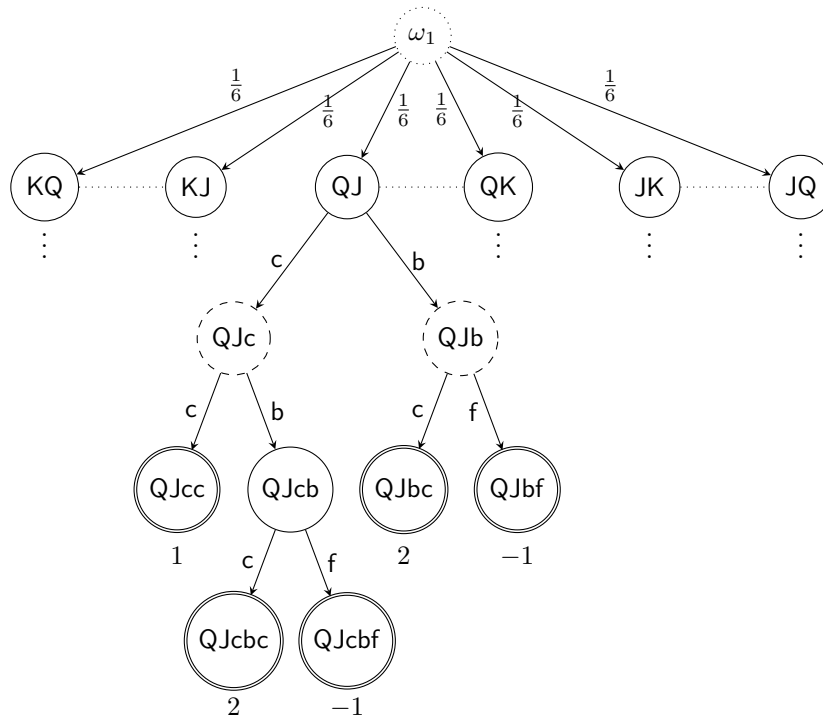 ω₁
1/6 1/6 1/6 1/6 1/6 1/6
KQ KJ QJ QK JK JQ
⋮ ⋮ ⋮ ⋮ ⋮
c b
QJc QJb
c b c f
QJcc QJcb QJbc QJbf
1 2 −1
c f
QJcbc QJcbf
2 −1